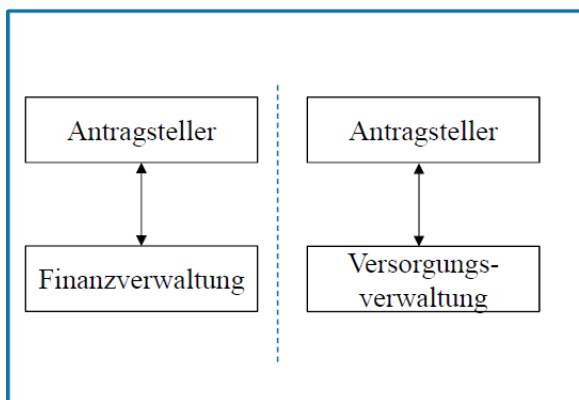 Antragsteller
Antragsteller
Finanzverwaltung
Versorgungs-
verwaltung